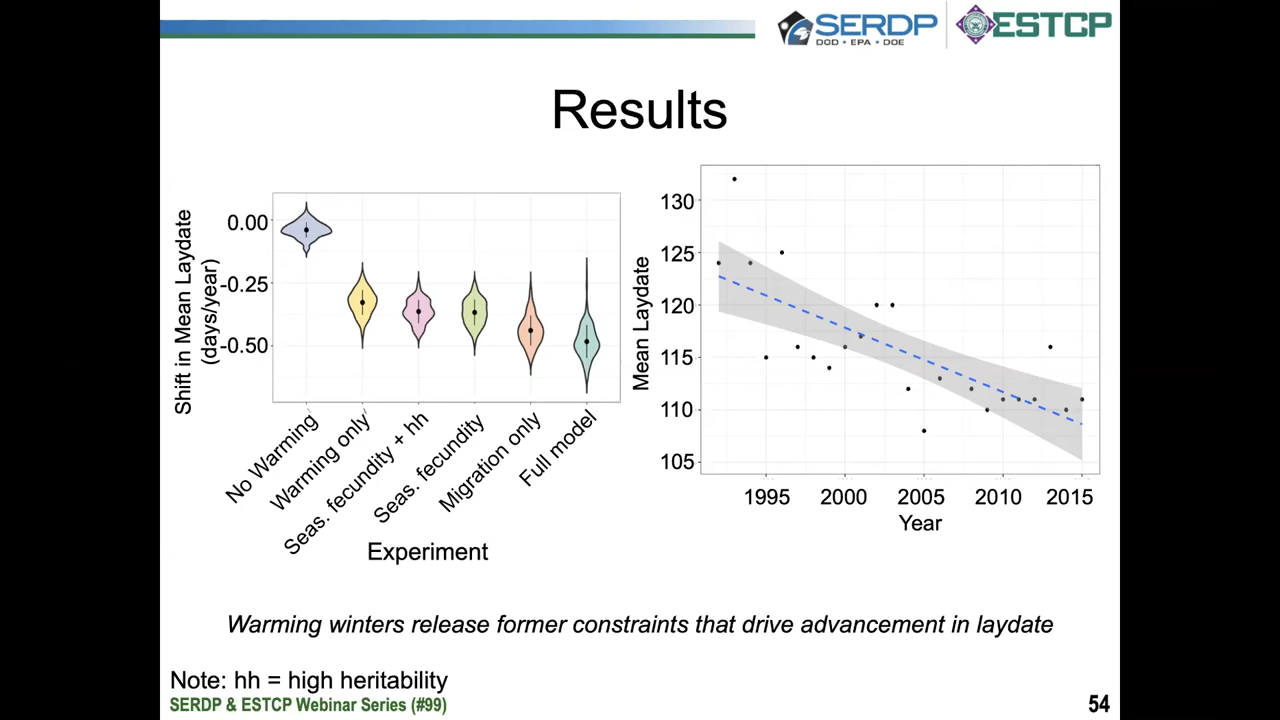 SERDP
DOD • EPA • DOE
ESTCP
Results
Shift in Mean Laydate
(days/year)
0.00
-0.25
-0.50
No Warming
Warming only
Seas. fecundity + hh
Seas. fecundity
Migration only
Full model
Experiment
Mean Laydate
130
125
120
115
110
105
1995
2000
2005
2010
2015
Year
Warming winters release former constraints that drive advancement in laydate
Note: hh = high heritability
SERDP & ESTCP Webinar Series (#99)
54